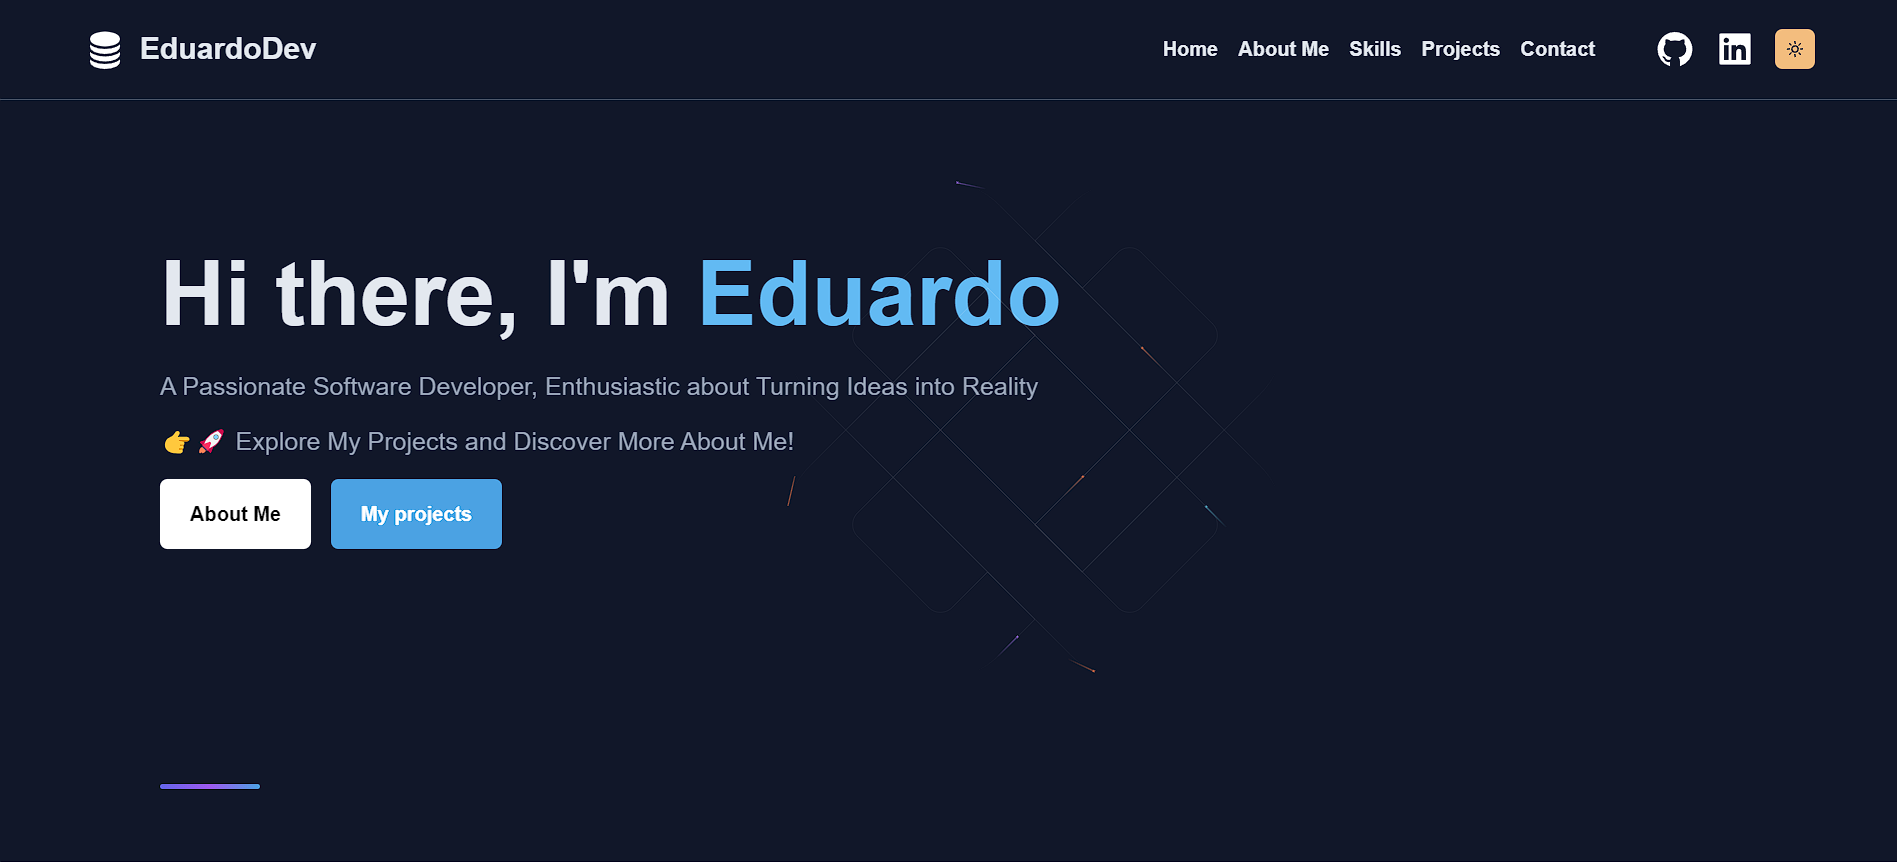 EduardoDev
Home About Me Skills Projects Contact
Hi there, I'm Eduardo
A Passionate Software Developer, Enthusiastic about Turning Ideas into Reality
👉🚀 Explore My Projects and Discover More About Me!
About Me
My projects